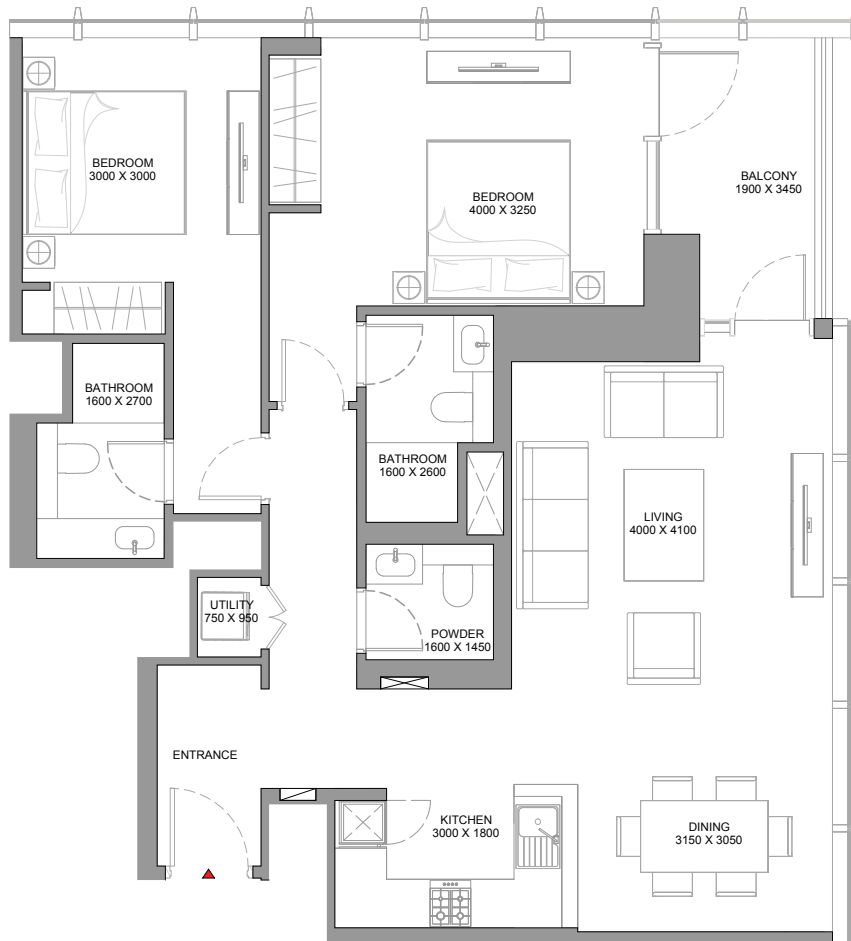 BEDROOM
3000 X 3000
BEDROOM
4000 X 3250
BALCONY
1900 X 3450
BATHROOM
1600 X 2700
BATHROOM
1600 X 2600
LIVING
4000 X 4100
UTILITY
750 X 950
POWDER
1600 X 1450
ENTRANCE
KITCHEN
3000 X 1800
DINING
3150 X 3050